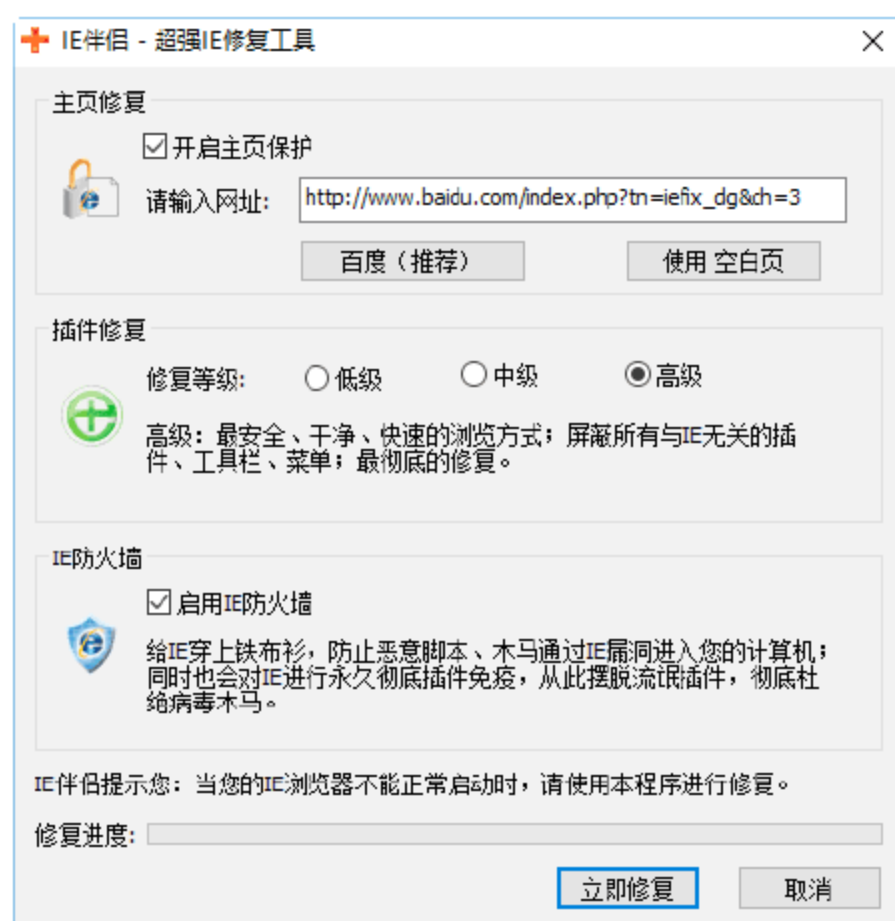 IE伴侣 - 超强IE修复工具
主页修复
开启主页保护
请输入网址: http://www.baidu.com/index.php?tn=iefix_dg&ch=3
百度（推荐） 使用 空白页
插件修复
修复等级: 低级 中级 高级
高级：最安全、干净、快速的浏览方式；屏蔽所有与IE无关的插
件、工具栏、菜单；最彻底的修复。
IE防火墙
启用IE防火墙
给IE穿上铁布衫，防止恶意脚本、木马通过IE漏洞进入您的计算机；
同时也会对IE进行永久彻底插件免疫，从此摆脱流氓插件，彻底杜
绝病毒木马。
IE伴侣提示您：当您的IE浏览器不能正常启动时，请使用本程序进行修复。
修复进度:
立即修复 取消